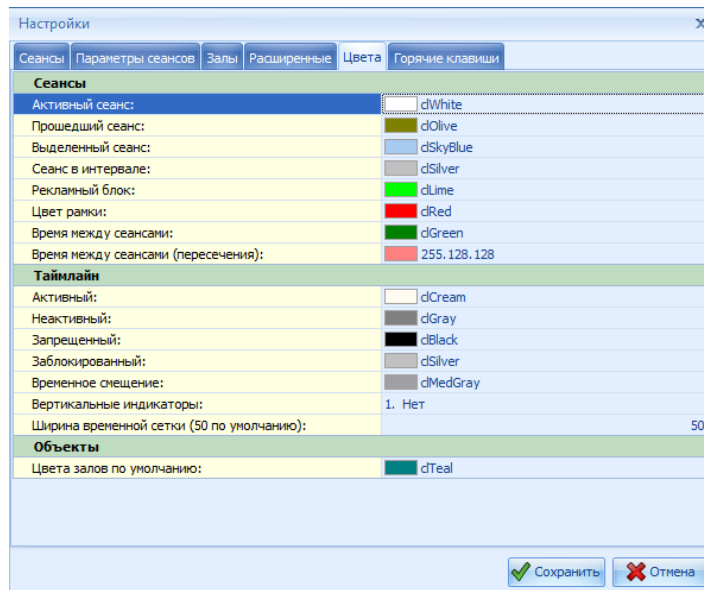 Настройки
Сеансы Параметры сеансов Залы Расширенные Цвета Горячие клавиши
Сеансы
Активный сеанс: clWhite
Прошедший сеанс: clOlive
Выделенный сеанс: clSkyBlue
Сеанс в интервале: clSilver
Рекламный блок: clLime
Цвет рамки: clRed
Время между сеансами: clGreen
Время между сеансами (пересечения): 255.128.128
Таймлайн
Активный: clCream
Неактивный: clGray
Запрещенный: clBlack
Заблокированный: clSilver
Временное смещение: clMedGray
Вертикальные индикаторы: 1. Нет
Ширина временной сетки (50 по умолчанию): 50
Объекты
Цвета залов по умолчанию: clTeal
Сохранить Отмена